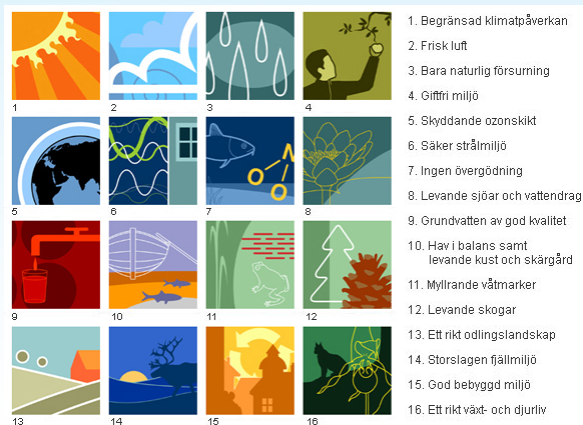 1
2
3
4
5
6
7
8
9
10
11
12
13
14
15
16
N
O
O
1. Begränsad klimatpåverkan
2. Frisk luft
3. Bara naturlig försurning
4. Giftfri miljö
5. Skyddande ozonskikt
6. Säker strålmiljö
7. Ingen övergödning
8. Levande sjöar och vattendrag
9. Grundvatten av god kvalitet
10. Hav i balans samt
levande kust och skärgård
11. Myllrande våtmarker
12. Levande skogar
13. Ett rikt odlingslandskap
14. Storslagen fjällmiljö
15. God bebyggd miljö
16. Ett rikt växt- och djurliv